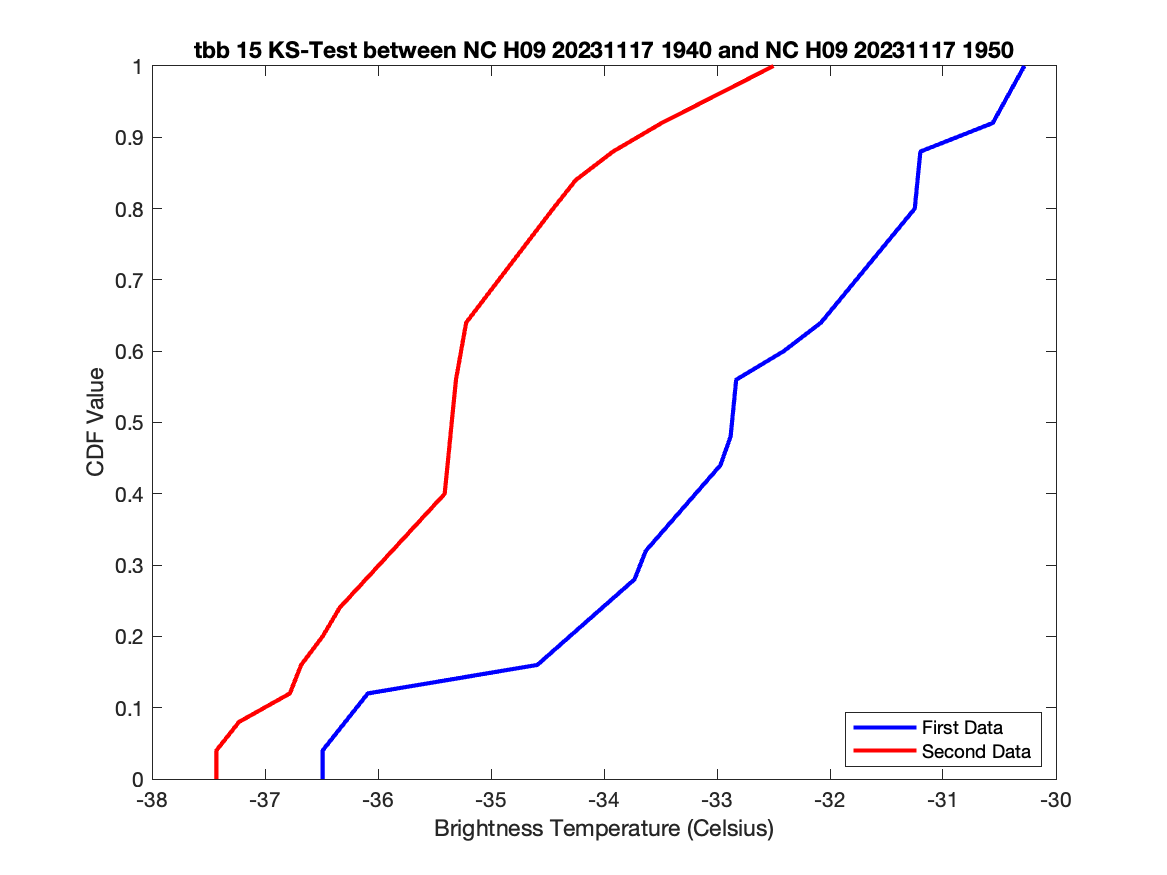 tbb 15 KS-Test between NC H09 20231117 1940 and NC H09 20231117 1950
1
0.9
0.8
0.7
0.6
0.5
0.4
0.3
0.2
0.1
0
CDF Value
First Data
Second Data
-38 -37 -36 -35 -34 -33 -32 -31 -30
Brightness Temperature (Celsius)